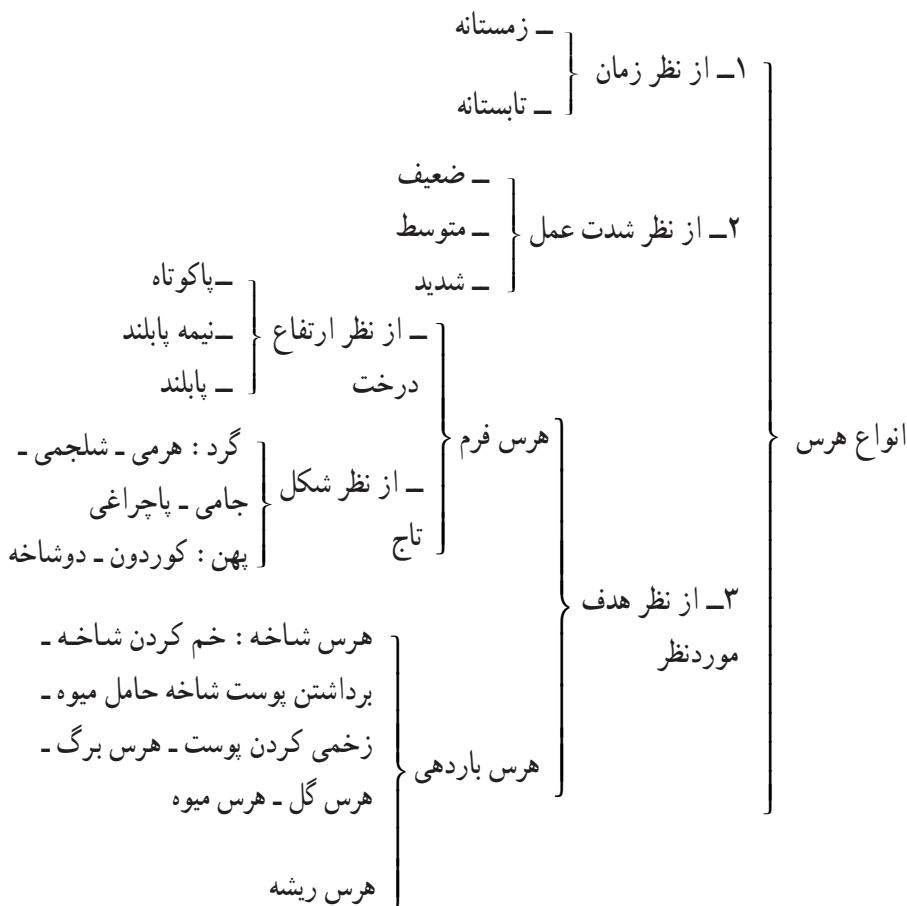 انواع هرس
۱ـ از نظر زمان
ـ زمستانه
ـ تابستانه
۲ـ از نظر شدت عمل
ـ ضعیف
ـ متوسط
ـ شدید
۳ـ از نظر هدف
موردنظر
هرس فرم
ـ از نظر ارتفاع
درخت
ـ پاکوتاه
ـ نیمه پابلند
ـ پابلند
ـ از نظر شکل
تاج
گرد : هرمی ـ شلجمی ـ
جامی ـ پاچراغی
پهن : کوردون ـ دوشاخه
هرس باردهی
هرس شاخه : خم کردن شاخه ـ
برداشتن پوست شاخه حامل میوه ـ
زخمی کردن پوست ـ هرس برگ ـ
هرس گل ـ هرس میوه
هرس ریشه